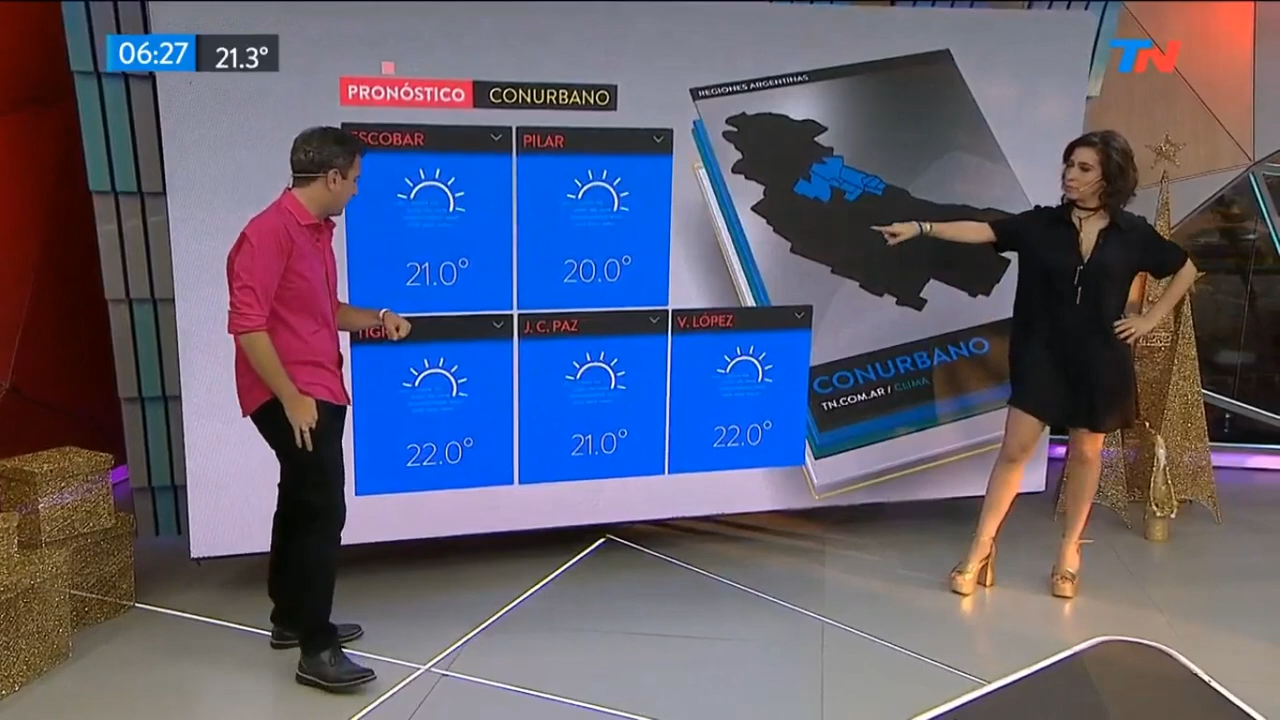 06:27 21.3°
TN
REGIONES ARGENTINAS
PRONÓSTICO CONURBANO
ESCOBAR
PILAR
21.0°
20.0°
TIGR
J. C. PAZ
V. LÓPEZ
22.0°
21.0°
22.0°
CONURBANO
TN.COM.AR / CLIMA